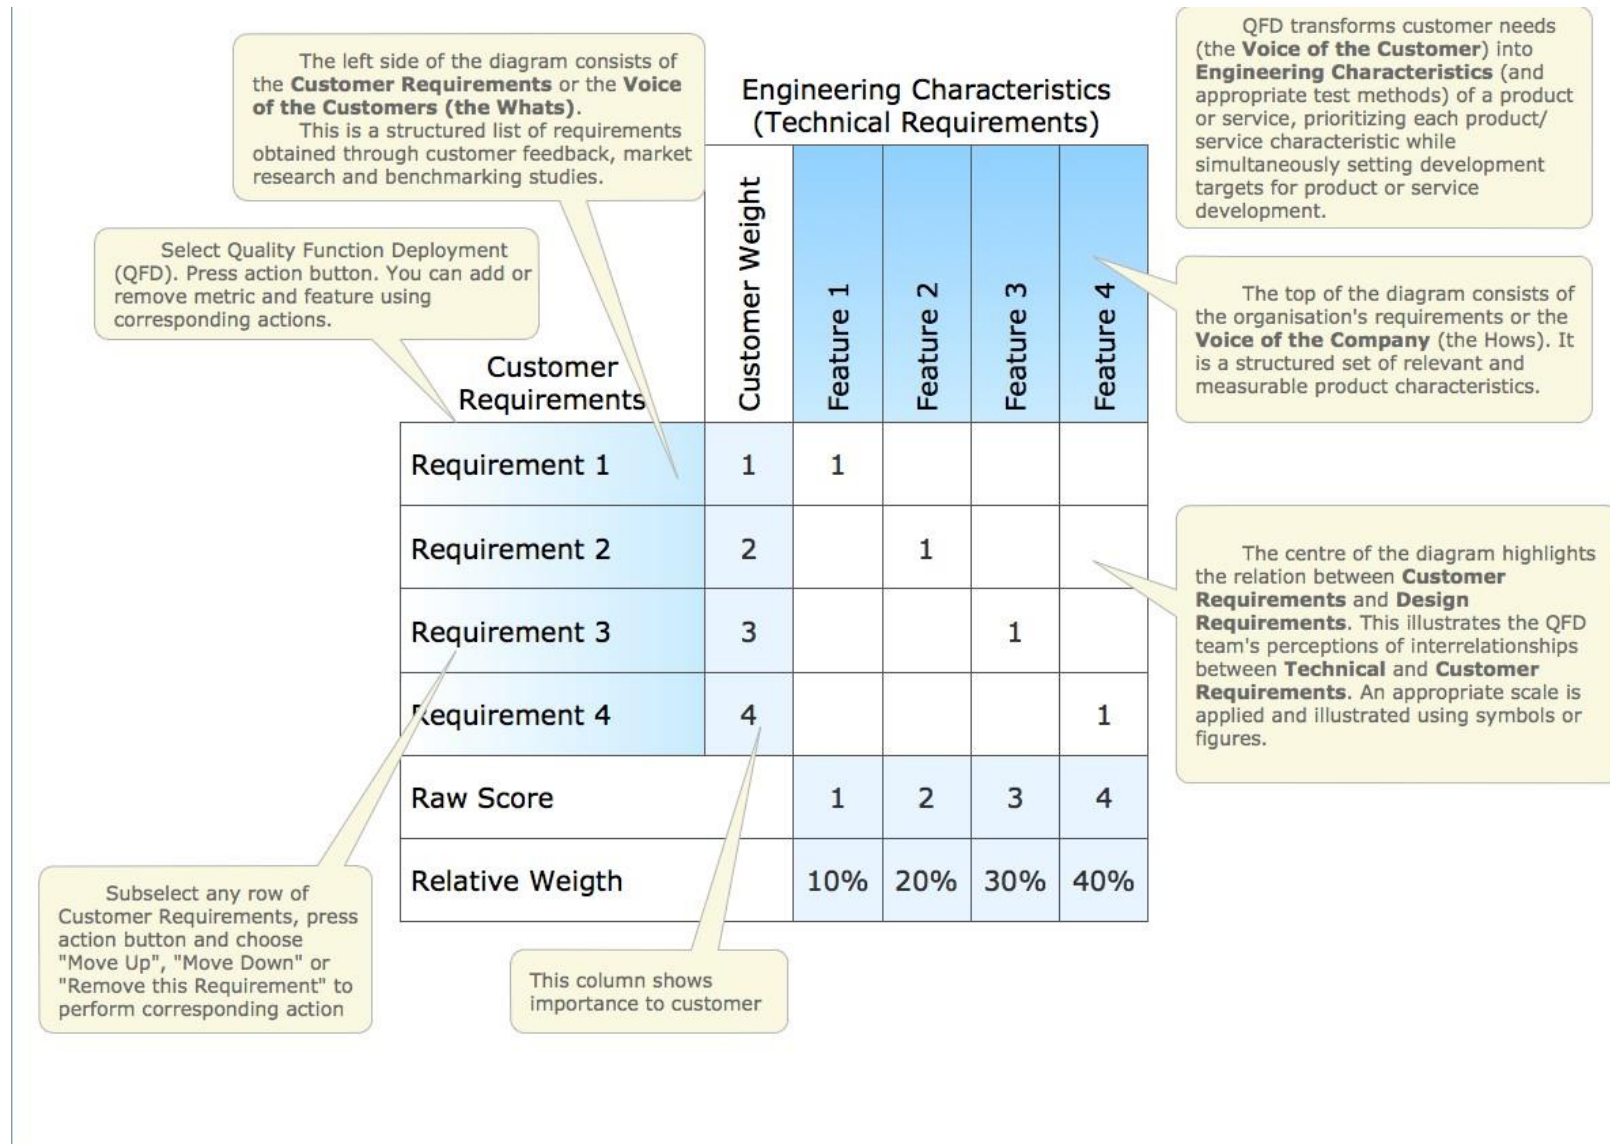 The left side of the diagram consists of
the Customer Requirements or the Voice
of the Customers (the Whats).
This is a structured list of requirements
obtained through customer feedback, market
research and benchmarking studies.
Select Quality Function Deployment
(QFD). Press action button. You can add or
remove metric and feature using
corresponding actions.
Engineering Characteristics
(Technical Requirements)
QFD transforms customer needs
(the Voice of the Customer) into
Engineering Characteristics (and
appropriate test methods) of a product
or service, prioritizing each product/
service characteristic while
simultaneously setting development
targets for product or service
development.
The top of the diagram consists of
the organisation's requirements or the
Voice of the Company (the Hows). It
is a structured set of relevant and
measurable product characteristics.
Customer
Requirements
Customer Weight
Feature 1
Feature 2
Feature 3
Feature 4
Requirement 1 1 1
Requirement 2 2 1
Requirement 3 3 1
Requirement 4 4 1
Raw Score 1 2 3 4
Relative Weigth 10% 20% 30% 40%
The centre of the diagram highlights
the relation between Customer
Requirements and Design
Requirements. This illustrates the QFD
team's perceptions of interrelationships
between Technical and Customer
Requirements. An appropriate scale is
applied and illustrated using symbols or
figures.
Subselect any row of
Customer Requirements, press
action button and choose
"Move Up", "Move Down" or
"Remove this Requirement" to
perform corresponding action
This column shows
importance to customer